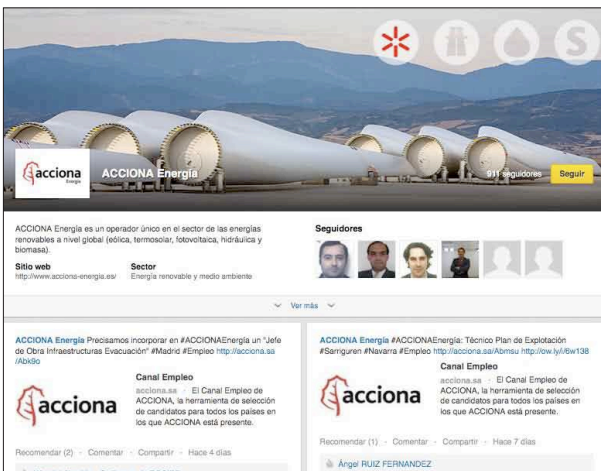 S
acciona
Energía
ACCIONA Energía
911 seguidores
Seguir
ACCIONA Energía es un operador único en el sector de las energías
renovables a nivel global (eólica, termosolar, fotovoltaica, hidráulica y
biomasa).
Sitio web
http://www.acciona-energia.es/
Sector
Energía renovable y medio ambiente
Seguidores
Ver más
ACCIONA Energía Precisamos incorporar en #ACCIONAEnergía un "Jefe
de Obra Infraestructuras Evacuación" #Madrid #Empleo http://acciona.sa
/Abk9o
acciona
Canal Empleo
acciona.sa · El Canal Empleo de
ACCIONA, la herramienta de selección
de candidatos para todos los países en
los que ACCIONA está presente.
Recomendar (2) · Comentar · Compartir · Hace 4 días
ACCIONA Energía #ACCIONAEnergía: Técnico Plan de Explotación
#Sarriguren #Navarra #Empleo http://acciona.sa/Abmsu http://ow.ly/i/6w138
acciona
Canal Empleo
acciona.sa · El Canal Empleo de
ACCIONA, la herramienta de selección
de candidatos para todos los países en
los que ACCIONA está presente.
Recomendar (1) · Comentar · Compartir · Hace 7 días
Ángel RUIZ FERNANDEZ